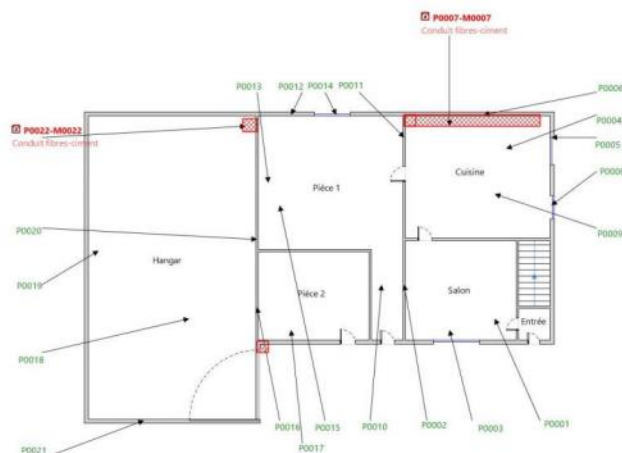 P0007-M0007
Conduit fibres-ciment
P0013
P0012
P0014
P0011
P0006
P0004
P0005
P0022-M0022
Conduit fibres-ciment
Cuisine
Pièce 1
P0020
P0009
Hangar
P0019
Pièce 2
Salon
Entrée
P0018
P0016
P0015
P0010
P0002
P0003
P0001
P0017
P0021